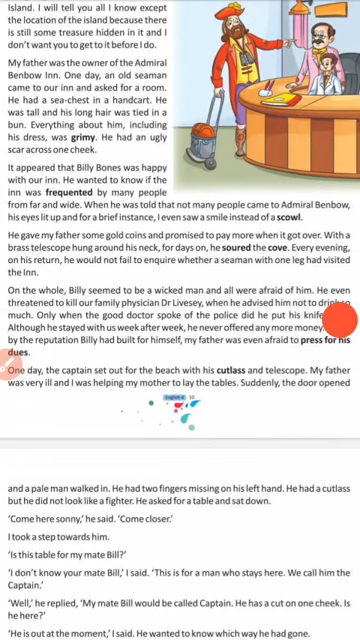 Island. I will tell you all I know except
the location of the island because there
is still some treasure hidden in it and I
don't want you to get to it before I do.
My father was the owner of the Admiral
Benbow Inn. One day, an old seaman
came to our inn and asked for a room.
He had a sea-chest in a handcart. He
was tall and his long hair was tied in a
bun. Everything about him, including
his dress, was grimy. He had an ugly
scar across one cheek.
It appeared that Billy Bones was happy
with our inn. He wanted to know if the
inn was frequented by many people
from far and wide. When he was told that not many people came to Admiral Benbow,
his eyes lit up and for a brief instance, I even saw a smile instead of a scowl.
He gave my father some gold coins and promised to pay more when it got over. With a
brass telescope hung around his neck, for days on, he soured the cove. Every evening,
on his return, he would not fail to enquire whether a seaman with one leg had visited
the Inn.
On the whole, Billy seemed to be a wicked man and all were afraid of him. He even
threatened to kill our family physician Dr Livesey, when he advised him not to drink so
much. Only when the good doctor spoke of the police did he put his knife
Although he stayed with us week after week, he never offered any more money.
by the reputation Billy had built for himself, my father was even afraid to press for his
dues.
One day, the captain set out for the beach with his cutlass and telescope. My father
was very ill and I was helping my mother to lay the tables. Suddenly, the door opened
English-8 10
and a pale man walked in. He had two fingers missing on his left hand. He had a cutlass
but he did not look like a fighter. He asked for a table and sat down.
'Come here sonny,' he said. 'Come closer.'
I took a step towards him.
'Is this table for my mate Bill?'
'I don't know your mate Bill,' I said. 'This is for a man who stays here. We call him the
Captain.'
'Well,' he replied, 'My mate Bill would be called Captain. He has a cut on one cheek. Is
he here?'
'He is out at the moment,' I said. He wanted to know which way he had gone.